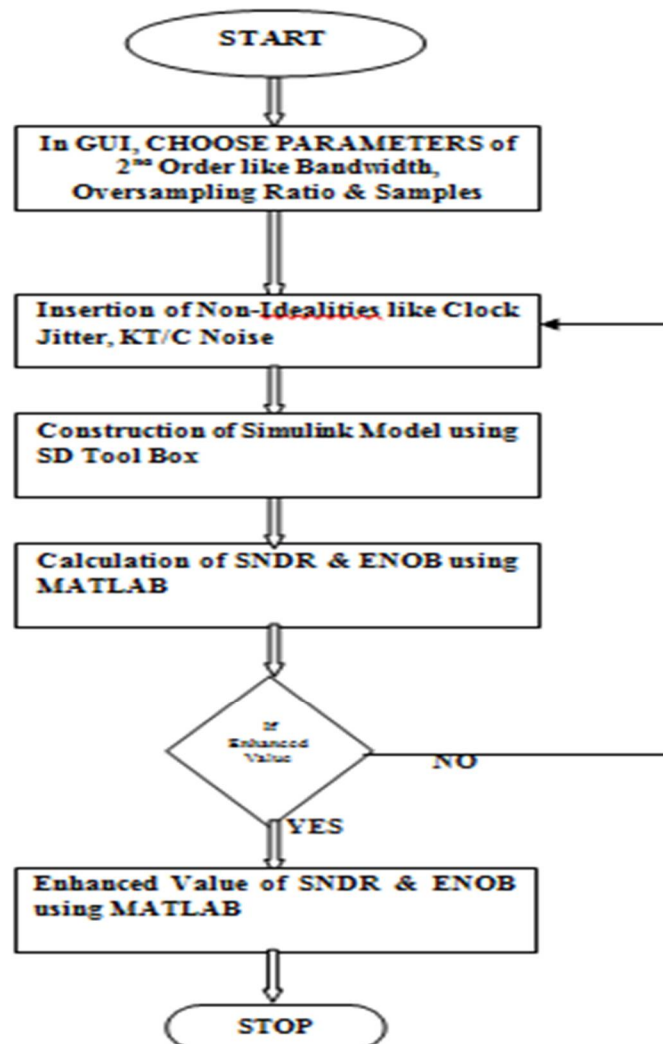 START
In GUI, CHOOSE PARAMETERS of
2nd Order like Bandwidth,
Oversampling Ratio & Samples
Insertion of Non-Idealities like Clock
Jitter, KT/C Noise
Construction of Simulink Model using
SD Tool Box
Calculation of SNDR & ENOB using
MATLAB
If
Enhanced
Value
NO
YES
Enhanced Value of SNDR & ENOB
using MATLAB
STOP